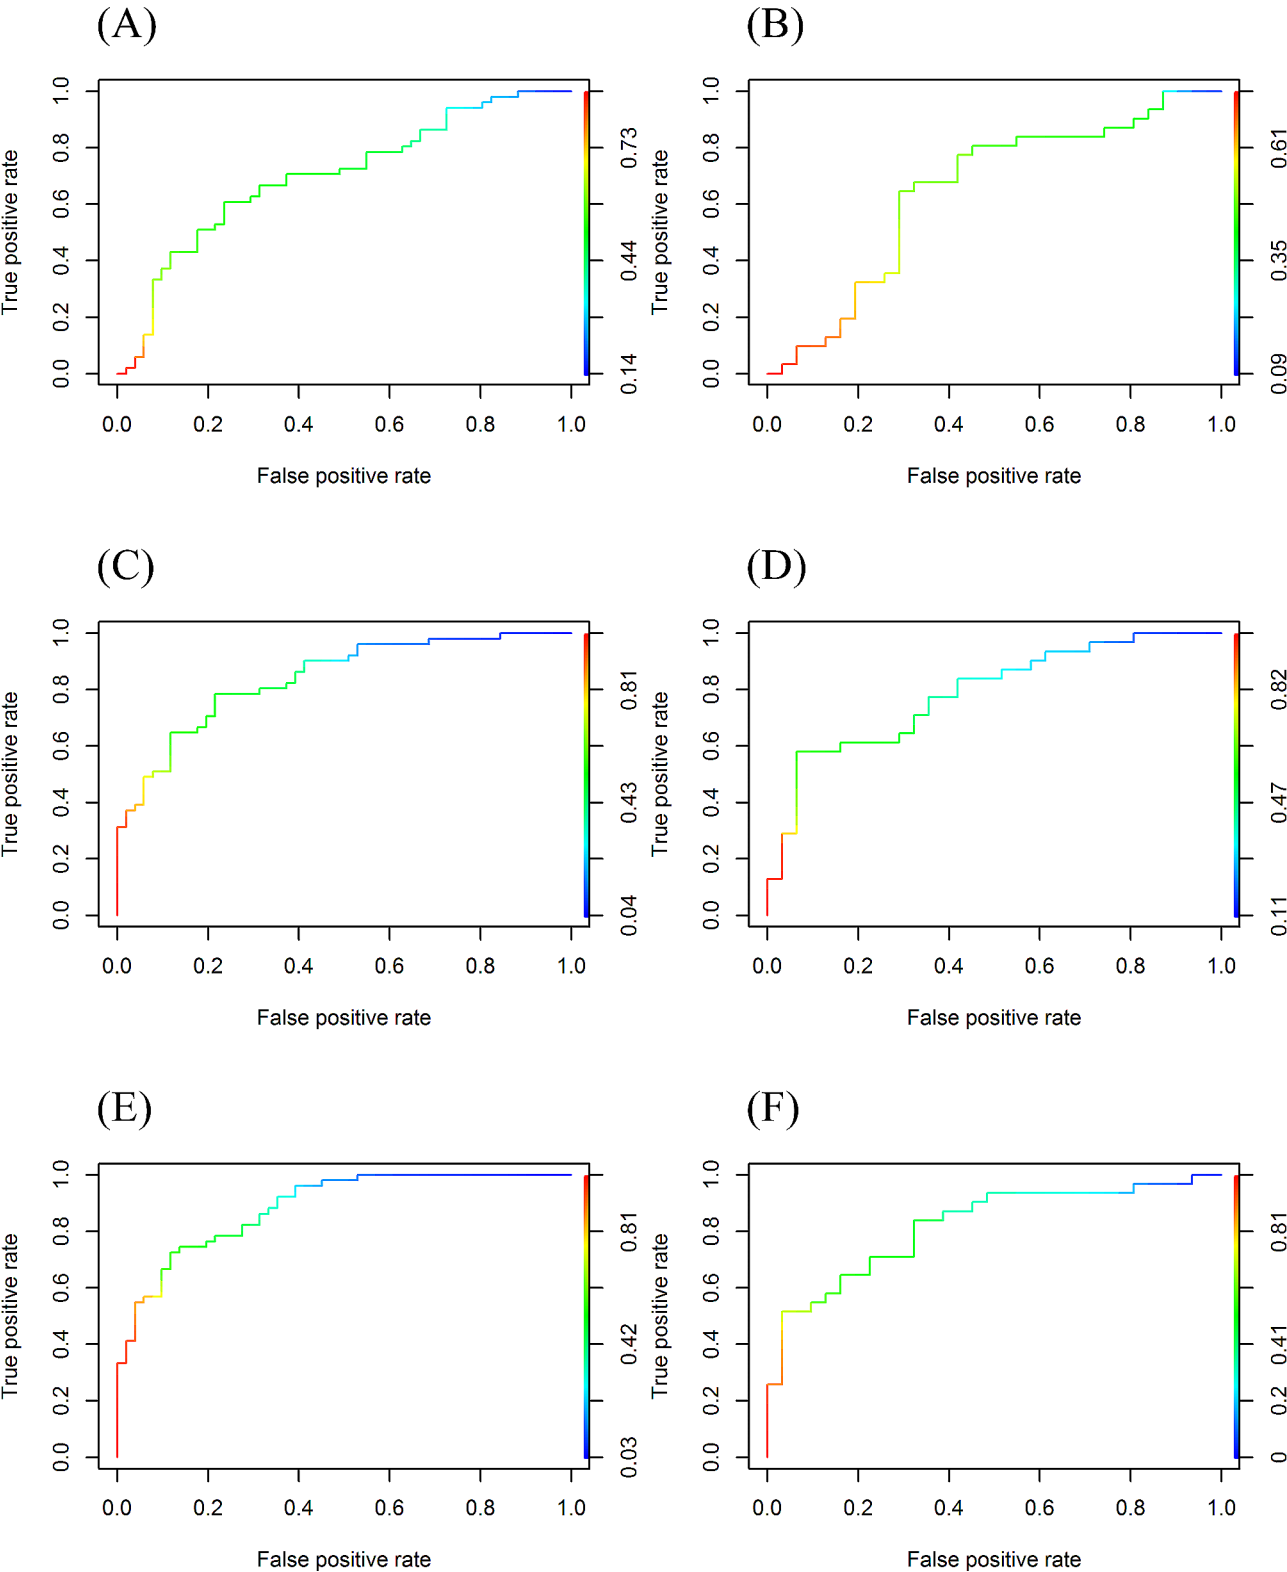 (A)
True positive rate
0.0 0.2 0.4 0.6 0.8 1.0
0.14 0.44 0.73
0.0 0.2 0.4 0.6 0.8 1.0
False positive rate
(B)
True positive rate
0.0 0.2 0.4 0.6 0.8 1.0
0.09 0.35 0.61
0.0 0.2 0.4 0.6 0.8 1.0
False positive rate
(C)
True positive rate
0.0 0.2 0.4 0.6 0.8 1.0
0.04 0.43 0.81
0.0 0.2 0.4 0.6 0.8 1.0
False positive rate
(D)
True positive rate
0.0 0.2 0.4 0.6 0.8 1.0
0.11 0.47 0.82
0.0 0.2 0.4 0.6 0.8 1.0
False positive rate
(E)
True positive rate
0.0 0.2 0.4 0.6 0.8 1.0
0.03 0.42 0.81
0.0 0.2 0.4 0.6 0.8 1.0
False positive rate
(F)
True positive rate
0.0 0.2 0.4 0.6 0.8 1.0
0 0.2 0.41 0.81
0.0 0.2 0.4 0.6 0.8 1.0
False positive rate